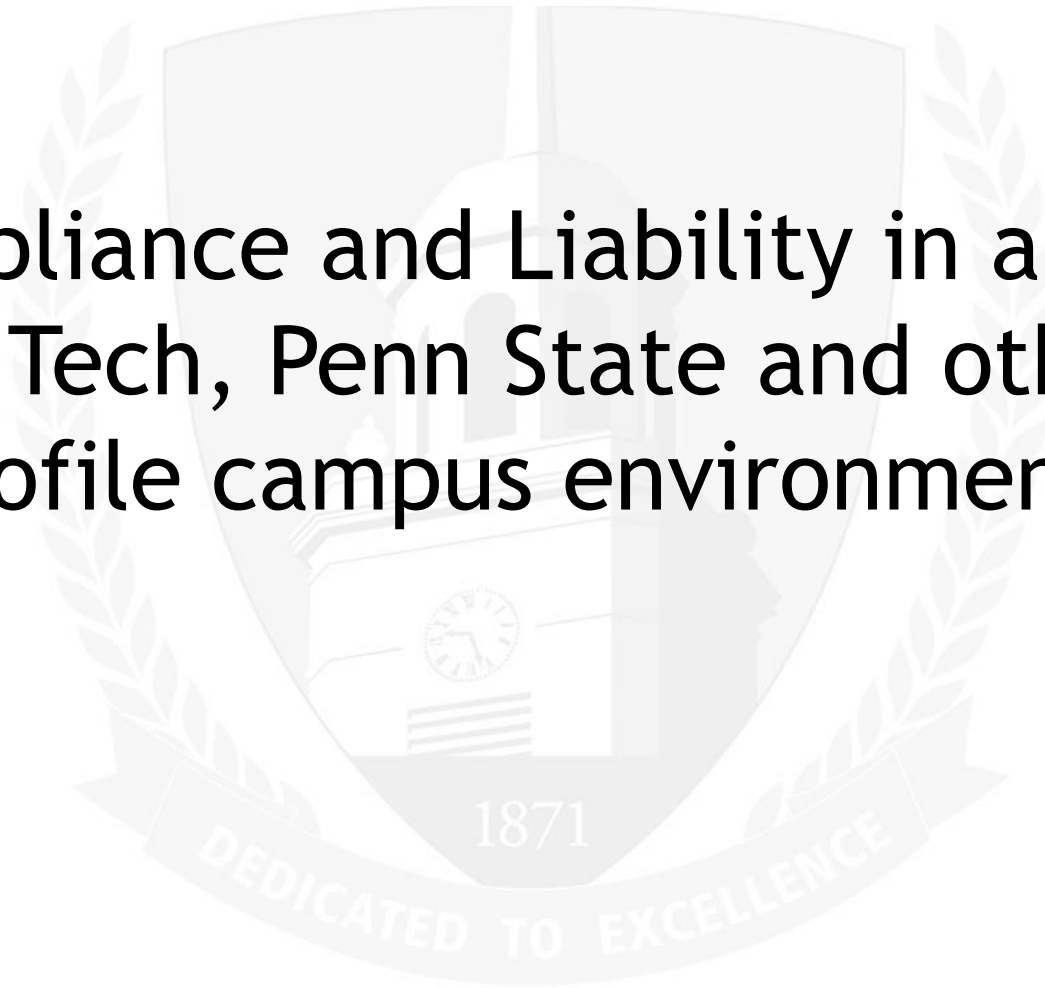 pliance and Liability in a
Tech, Penn State and oth
ofile campus environmen
1871
DEDICATED TO EXCELLENCE